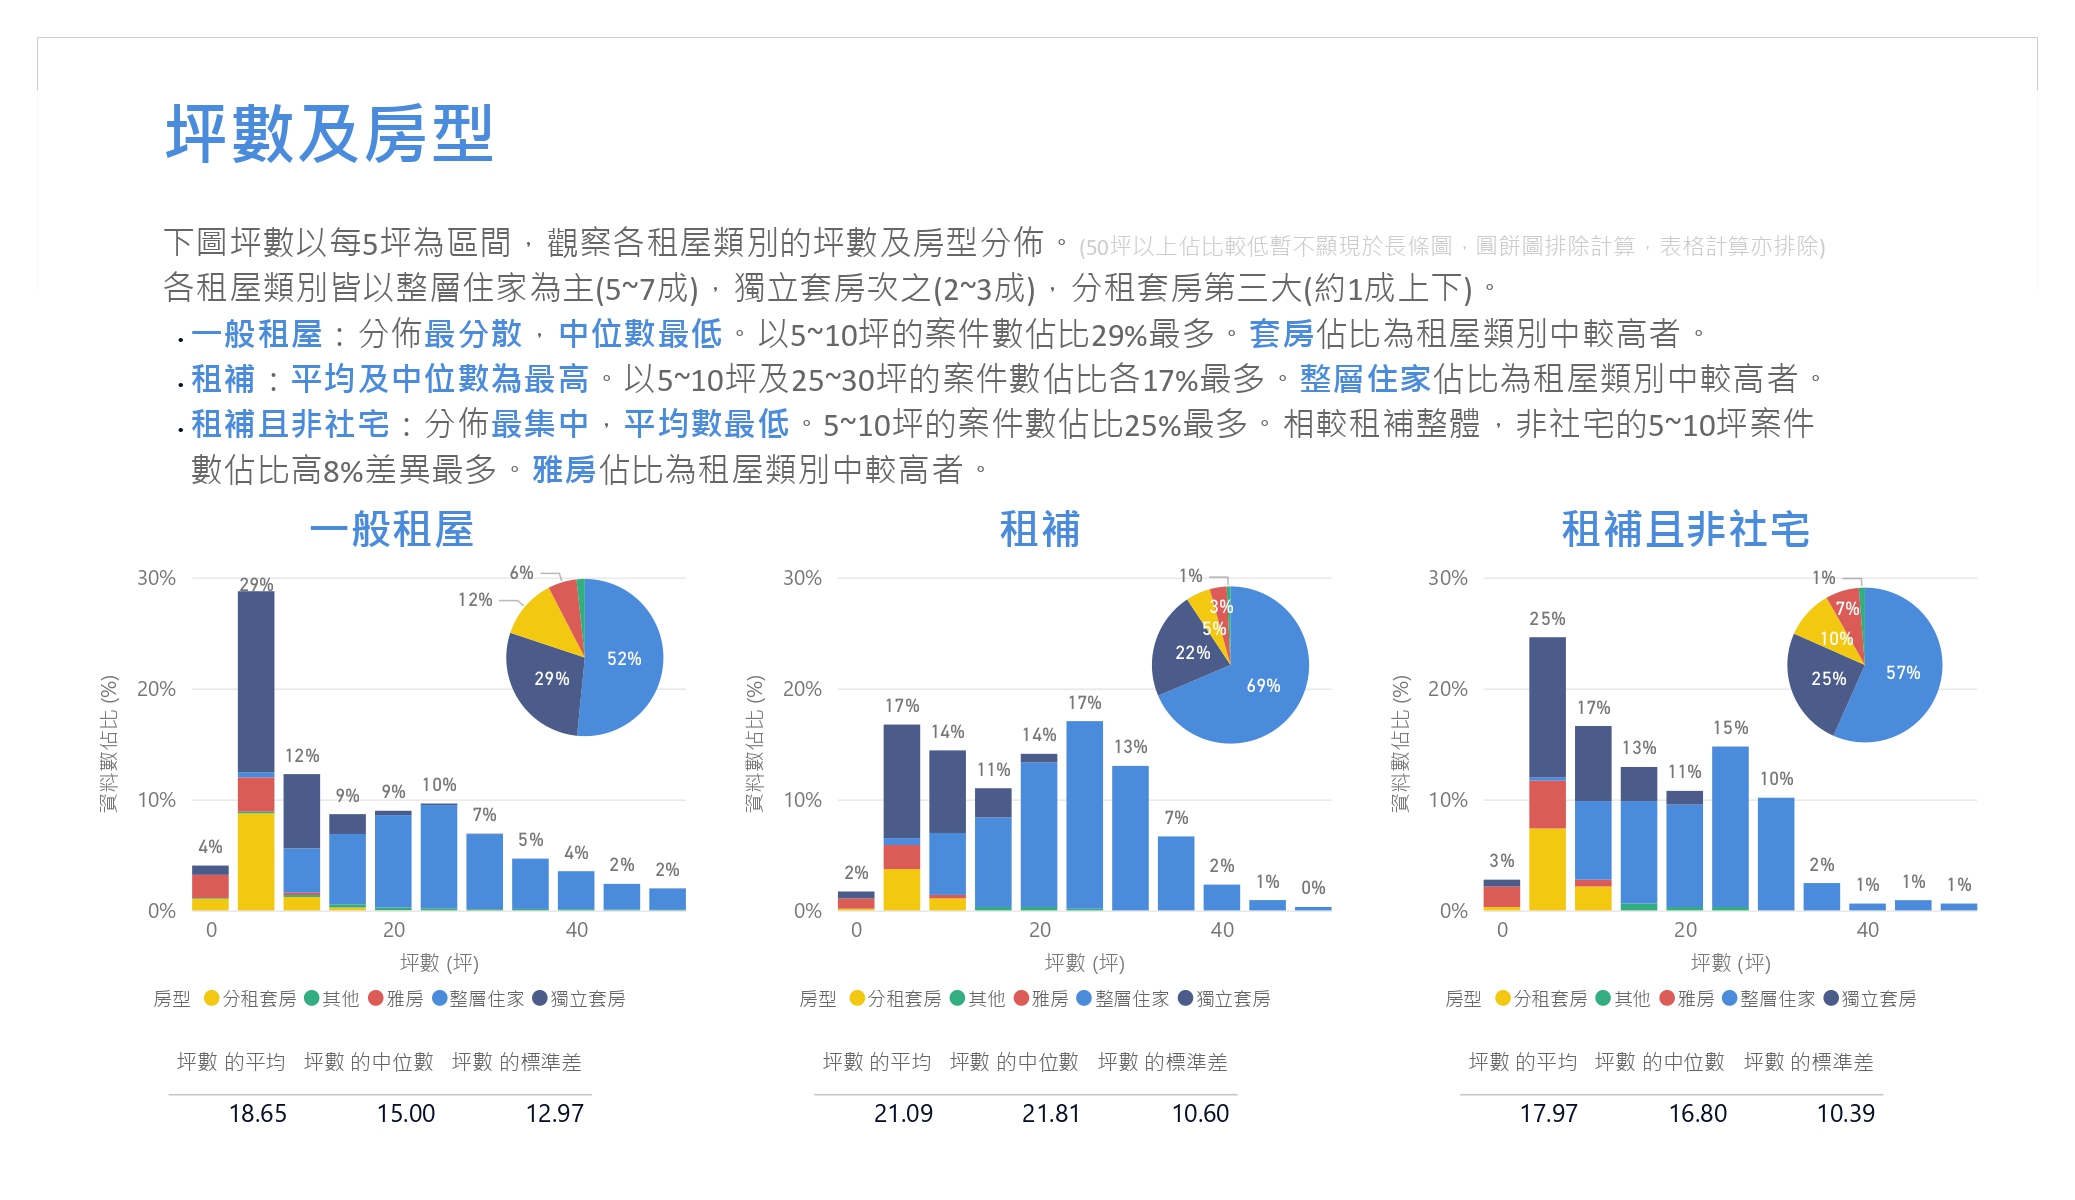 坪數及房型
下圖坪數以每5坪為區間，觀察各租屋類別的坪數及房型分佈。(50坪以上佔比較低暫不顯現於長條圖，圓餅圖排除計算，表格計算亦排除)
各租屋類別皆以整層住家為主(5~7成)，獨立套房次之(2~3成)，分租套房第三大(約1成上下)。
• 一般租屋：分佈最分散，中位數最低。以5~10坪的案件數佔比29%最多。套房佔比為租屋類別中較高者。
• 租補：平均及中位數為最高。以5~10坪及25~30坪的案件數佔比各17%最多。整層住家佔比為租屋類別中較高者。
• 租補且非社宅：分佈最集中，平均數最低。5~10坪的案件數佔比25%最多。相較租補整體，非社宅的5~10坪案件
數佔比高8%差異最多。雅房佔比為租屋類別中較高者。
一般租屋
30%
20%
10%
0%
資料數佔比 (%)
4%
29%
12%
9%
9%
10%
7%
5%
4%
2%
2%
6%
12%
29%
52%
0
20
40
坪數 (坪)
房型 分租套房 其他 雅房 整層住家 獨立套房
坪數 的平均 坪數 的中位數 坪數 的標準差
18.65 15.00 12.97
租補
30%
20%
10%
0%
資料數佔比 (%)
2%
17%
14%
11%
14%
17%
13%
7%
2%
1%
0%
1%
3%
5%
22%
69%
0
20
40
坪數 (坪)
房型 分租套房 其他 雅房 整層住家 獨立套房
坪數 的平均 坪數 的中位數 坪數 的標準差
21.09 21.81 10.60
租補且非社宅
30%
20%
10%
0%
資料數佔比 (%)
3%
25%
17%
13%
11%
15%
10%
2%
1%
1%
1%
1%
7%
10%
25%
57%
0
20
40
坪數 (坪)
房型 分租套房 其他 雅房 整層住家 獨立套房
坪數 的平均 坪數 的中位數 坪數 的標準差
17.97 16.80 10.39